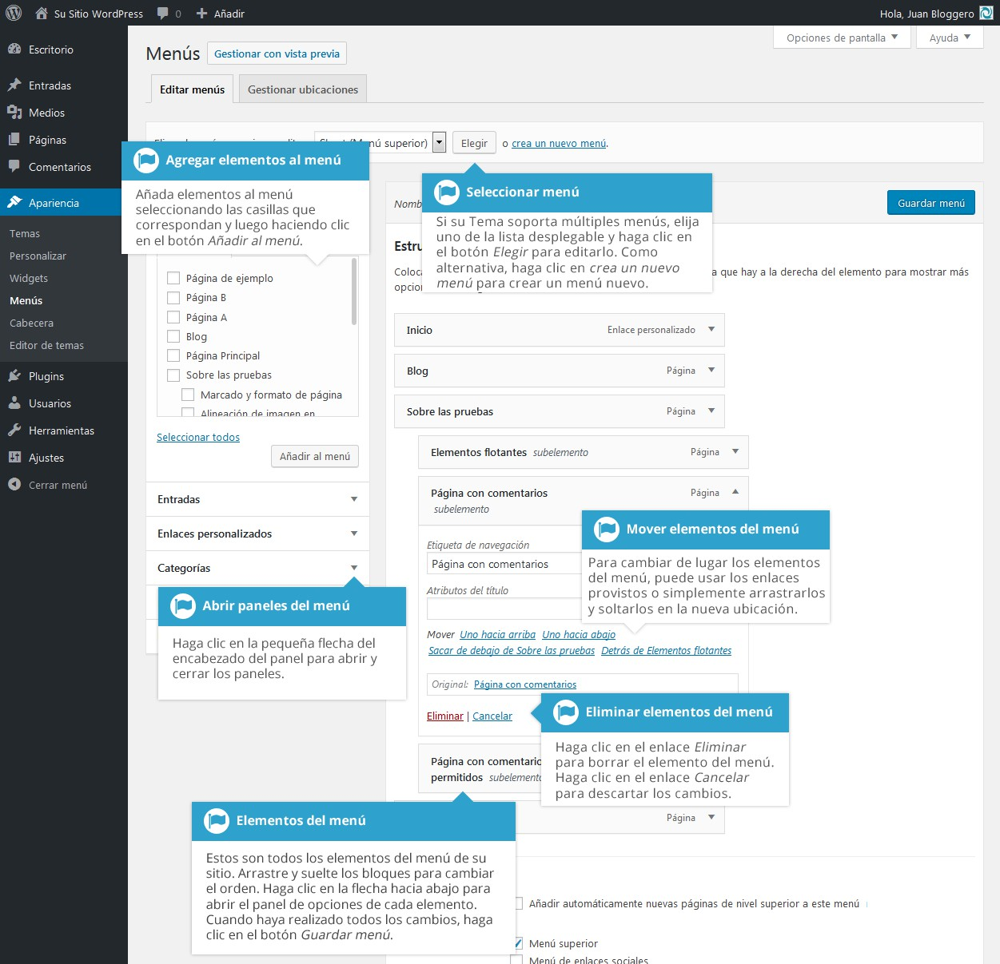 Su Sitio WordPress
0
Añadir
Hola, Juan Bloggero
Opciones de pantalla
Ayuda
Escritorio
Entradas
Medios
Páginas
Comentarios
Apariencia
Temas
Personalizar
Widgets
Menús
Cabecera
Editor de temas
Plugins
Usuarios
Herramientas
Ajustes
Cerrar menú
Menús
Gestionar con vista previa
Editar menús
Gestionar ubicaciones
(Menú superior)
Elegir
o crea un nuevo menú.
Agregar elementos al menú
Añada elementos al menú
seleccionando las casillas que
correspondan y luego haciendo clic
en el botón Añadir al menú.
Seleccionar menú
Si su Tema soporta múltiples menús, elija
uno de la lista desplegable y haga clic en
el botón Elegir para editarlo. Como
alternativa, haga clic en crea un nuevo
menú para crear un menú nuevo.
Guardar menú
a que hay a la derecha del elemento para mostrar más
Página de ejemplo
Página B
Página A
Blog
Página Principal
Sobre las pruebas
Marcado y formato de página
Alineación de imagen en
Seleccionar todos
Añadir al menú
Entradas
Enlaces personalizados
Categorías
Abrir paneles del menú
Haga clic en la pequeña flecha del
encabezado del panel para abrir y
cerrar los paneles.
Inicio Enlace personalizado
Blog Página
Sobre las pruebas Página
Elementos flotantes subelemento Página
Página con comentarios Página
subelemento
Etiqueta de navegación
Página con comentarios
Atributos del título
Mover elementos del menú
Para cambiar de lugar los elementos
del menú, puede usar los enlaces
provistos o simplemente arrastrarlos
y soltarlos en la nueva ubicación.
Mover Uno hacia arriba Uno hacia abajo
Sacar de debajo de Sobre las pruebas Detrás de Elementos flotantes
Original: Página con comentarios
Eliminar | Cancelar
Eliminar elementos del menú
Haga clic en el enlace Eliminar
para borrar el elemento del menú.
Haga clic en el enlace Cancelar
para descartar los cambios.
Página con
permitidos
Página
Elementos del menú
Estos son todos los elementos del menú de su
sitio. Arrastre y suelte los bloques para cambiar
el orden. Haga clic en la flecha hacia abajo para
abrir el panel de opciones de cada elemento.
Cuando haya realizado todos los cambios, haga
clic en el botón Guardar menú.
Añadir automáticamente nuevas páginas de nivel superior a este menú
Menú superior
Menú de enlaces sociales